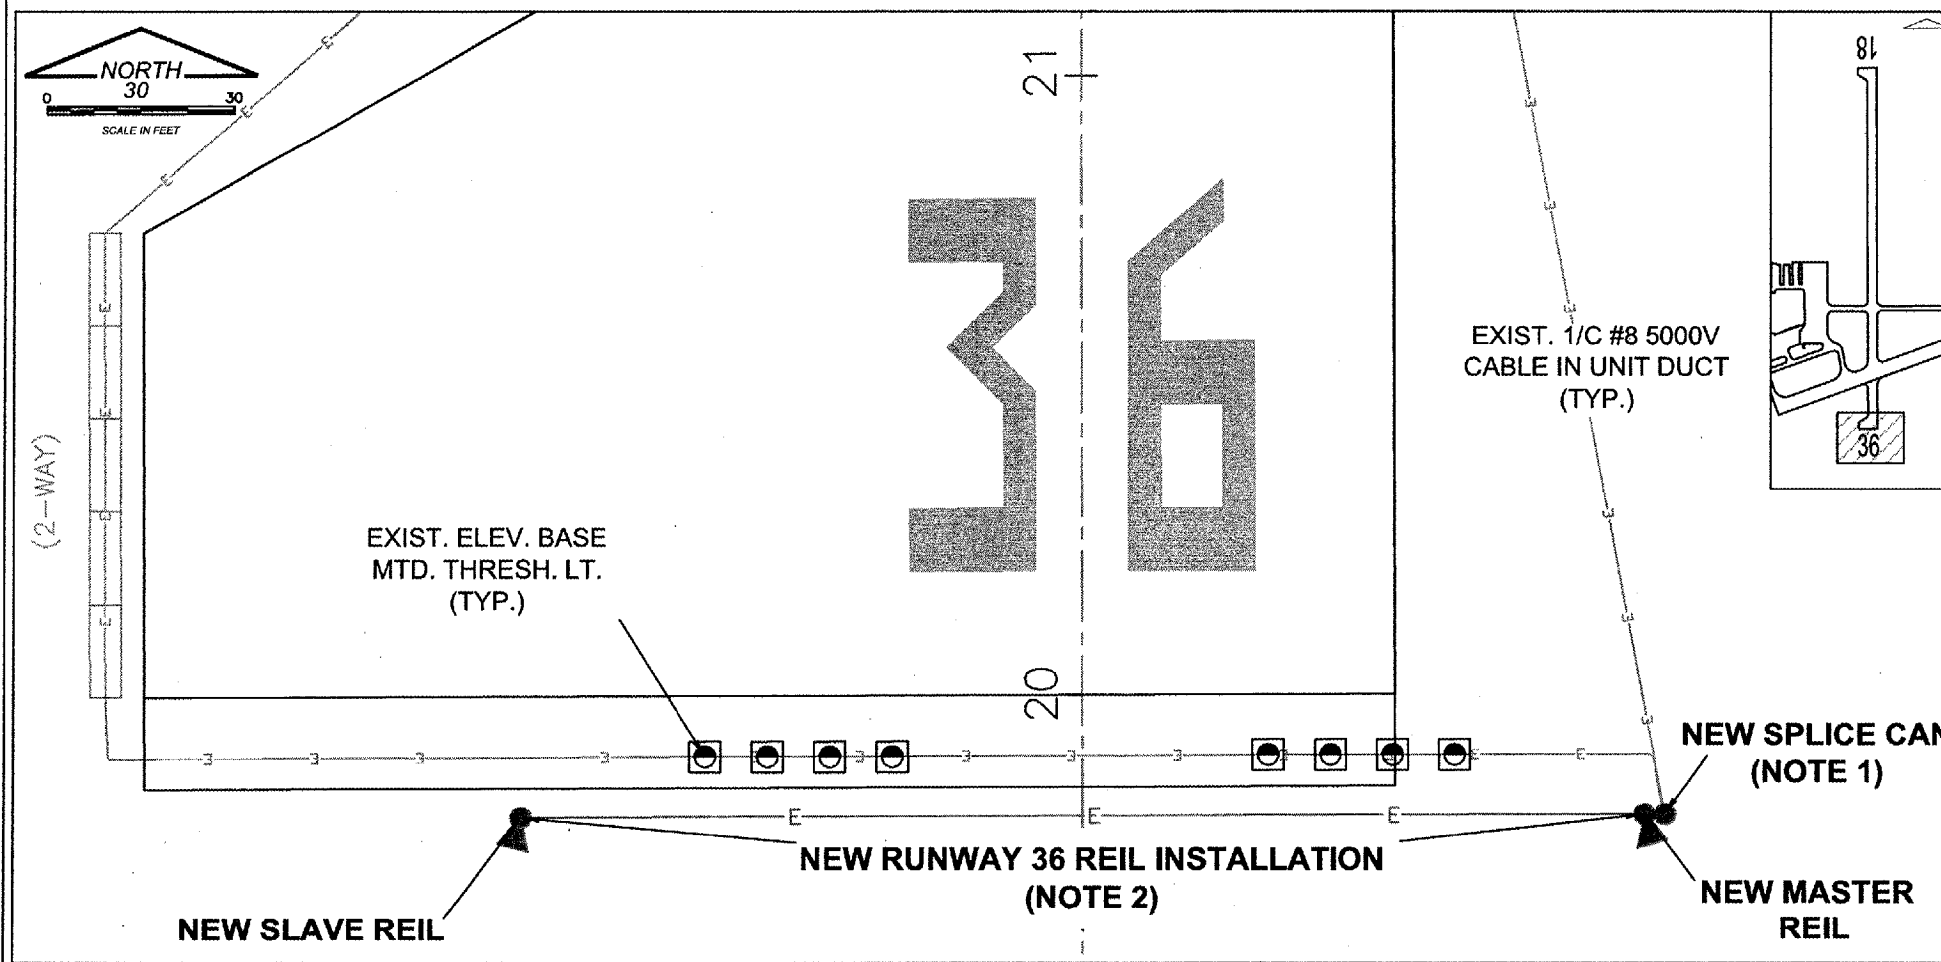 NORTH
30
0 30
SCALE IN FEET
21
18
36
EXIST. 1/C #8 5000V
CABLE IN UNIT DUCT
(TYP.)
36
(2-WAY)
EXIST. ELEV. BASE
MTD. THRESH. LT.
(TYP.)
20
NEW SPLICE CAN
(NOTE 1)
E E E
NEW RUNWAY 36 REIL INSTALLATION
(NOTE 2)
NEW MASTER
REIL
NEW SLAVE REIL